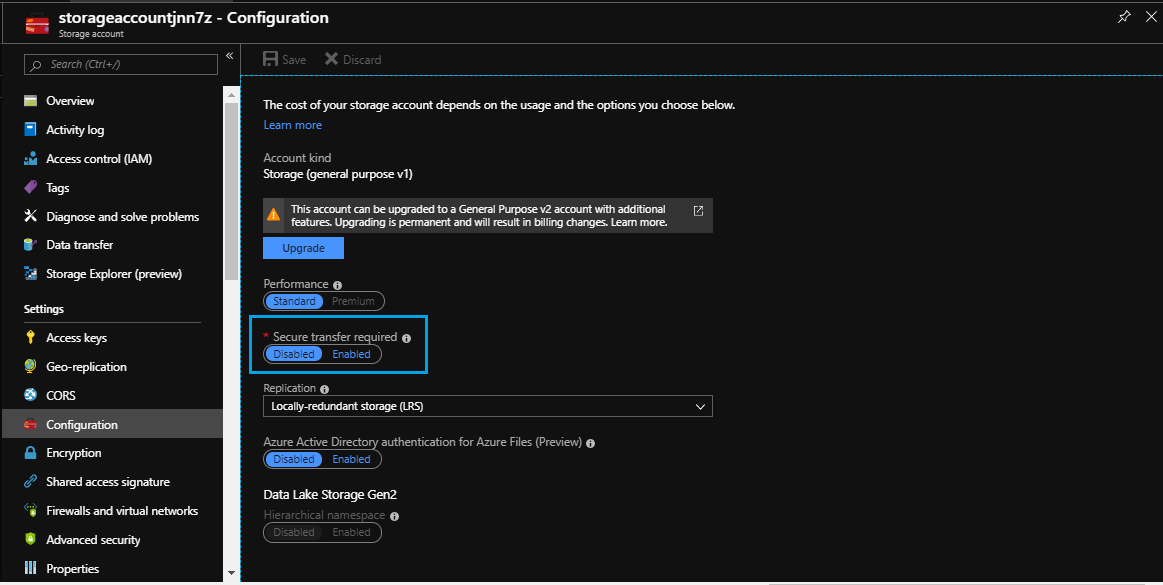 storageaccountjnn7z - Configuration
Storage account
Search (Ctrl+/)
«
Overview
Activity log
Access control (IAM)
Tags
Diagnose and solve problems
Data transfer
Storage Explorer (preview)
Settings
Access keys
Geo-replication
CORS
Configuration
Encryption
Shared access signature
Firewalls and virtual networks
Advanced security
Properties
Save Discard
The cost of your storage account depends on the usage and the options you choose below.
Learn more
Account kind
Storage (general purpose v1)
This account can be upgraded to a General Purpose v2 account with additional
features. Upgrading is permanent and will result in billing changes. Learn more.
Upgrade
Performance
Standard Premium
* Secure transfer required
Disabled Enabled
Replication
Locally-redundant storage (LRS)
Azure Active Directory authentication for Azure Files (Preview)
Disabled Enabled
Data Lake Storage Gen2
Hierarchical namespace
Disabled Enabled